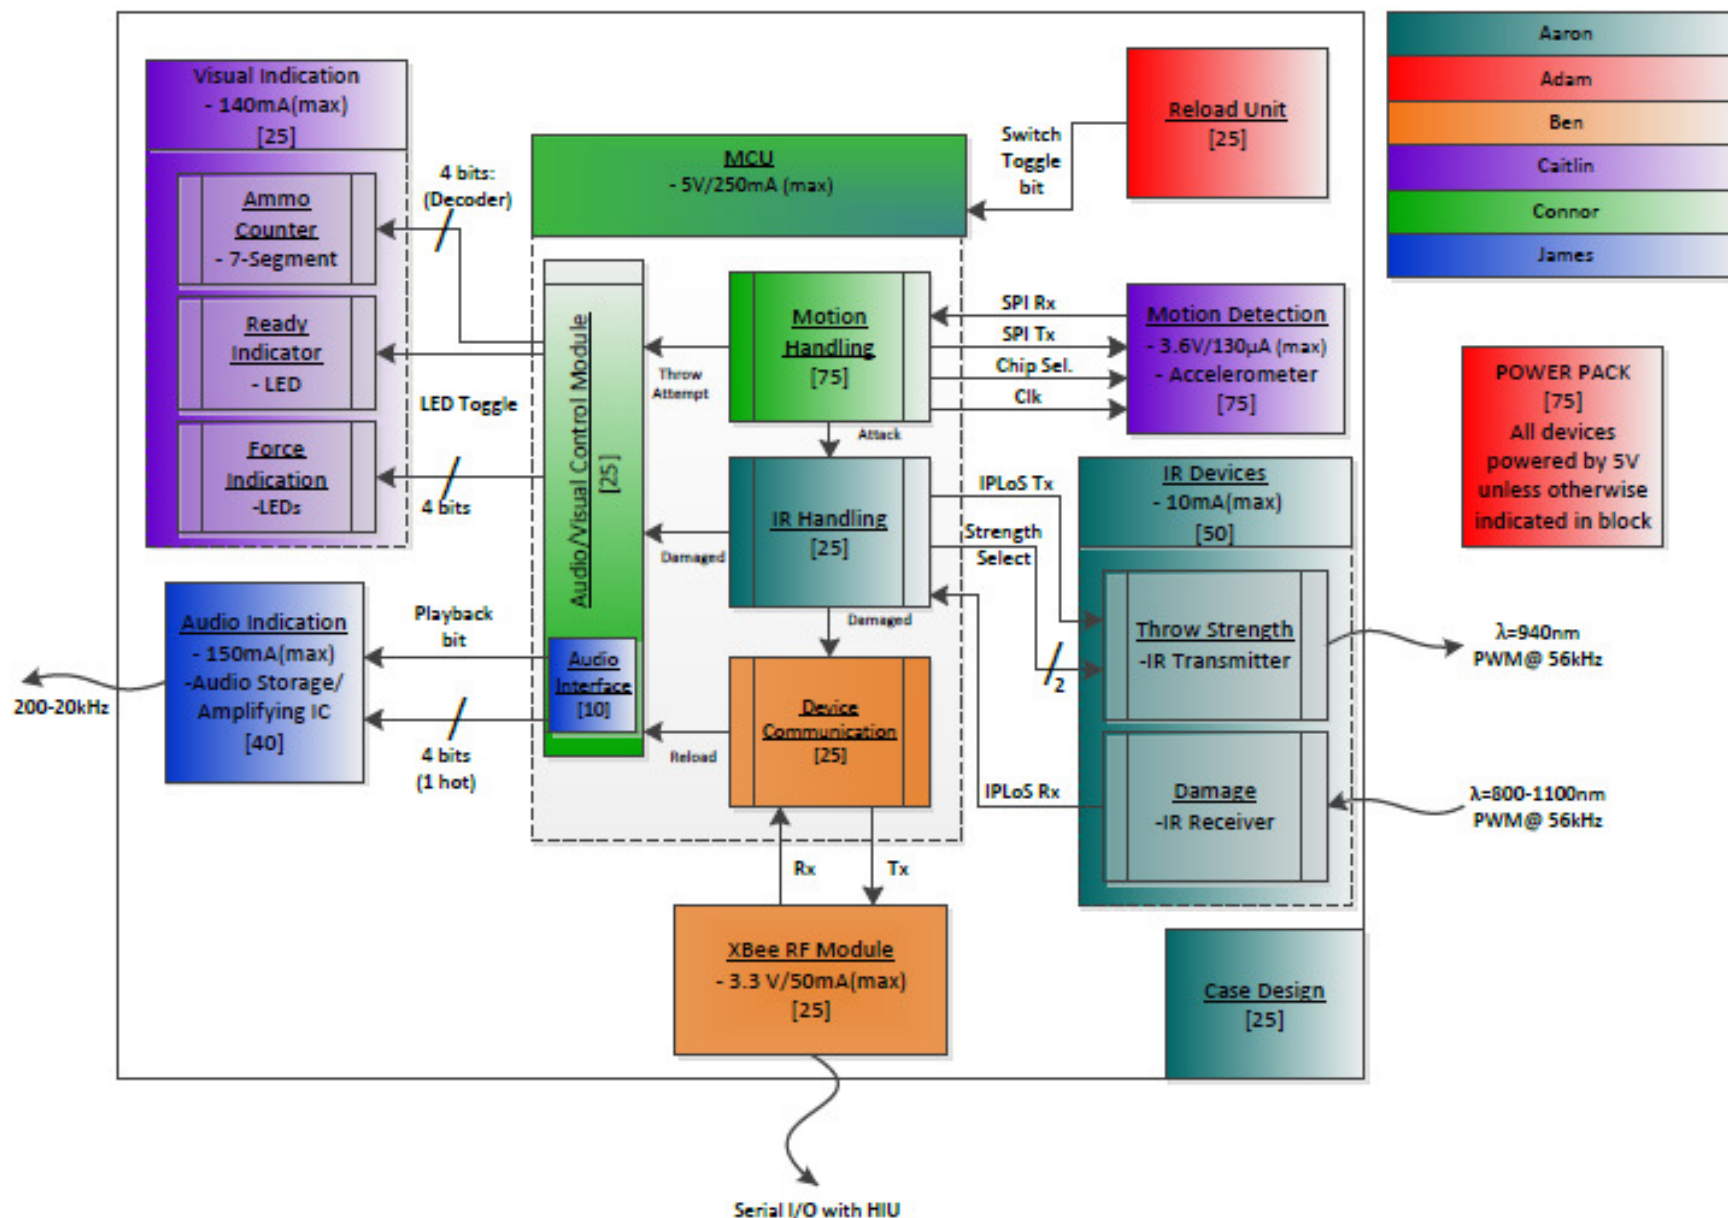 Visual Indication
- 140mA(max)
[25]
Ammo
Counter
- 7-Segment
Ready
Indicator
- LED
Force
Indication
-LEDs
4 bits:
(Decoder)
LED Toggle
4 bits
Audio Indication
- 150mA(max)
-Audio Storage/
Amplifying IC
[40]
200-20kHz
Playback
bit
4 bits
(1 hot)
MCU
- 5V/250mA (max)
Audio/Visual Control Module
[25]
Audio
Interface
[10]
Motion
Handling
[75]
Throw
Attempt
Attack
IR Handling
[25]
Damaged
Damaged
Device
Communication
[25]
Reload
Rx
Tx
XBee RF Module
- 3.3 V/50mA(max)
[25]
Serial I/O with HIU
Switch
Toggle
bit
Reload Unit
[25]
SPI Rx
SPI Tx
Chip Sel.
Clk
Motion Detection
- 3.6V/130µA (max)
- Accelerometer
[75]
IPLoS Tx
Strength
Select
2
IPLoS Rx
IR Devices
- 10mA(max)
[50]
Throw Strength
-IR Transmitter
Damage
-IR Receiver
λ=940nm
PWM@ 56kHz
λ=800-1100nm
PWM@ 56kHz
Case Design
[25]
Aaron
Adam
Ben
Caitlin
Connor
James
POWER PACK
[75]
All devices
powered by 5V
unless otherwise
indicated in block